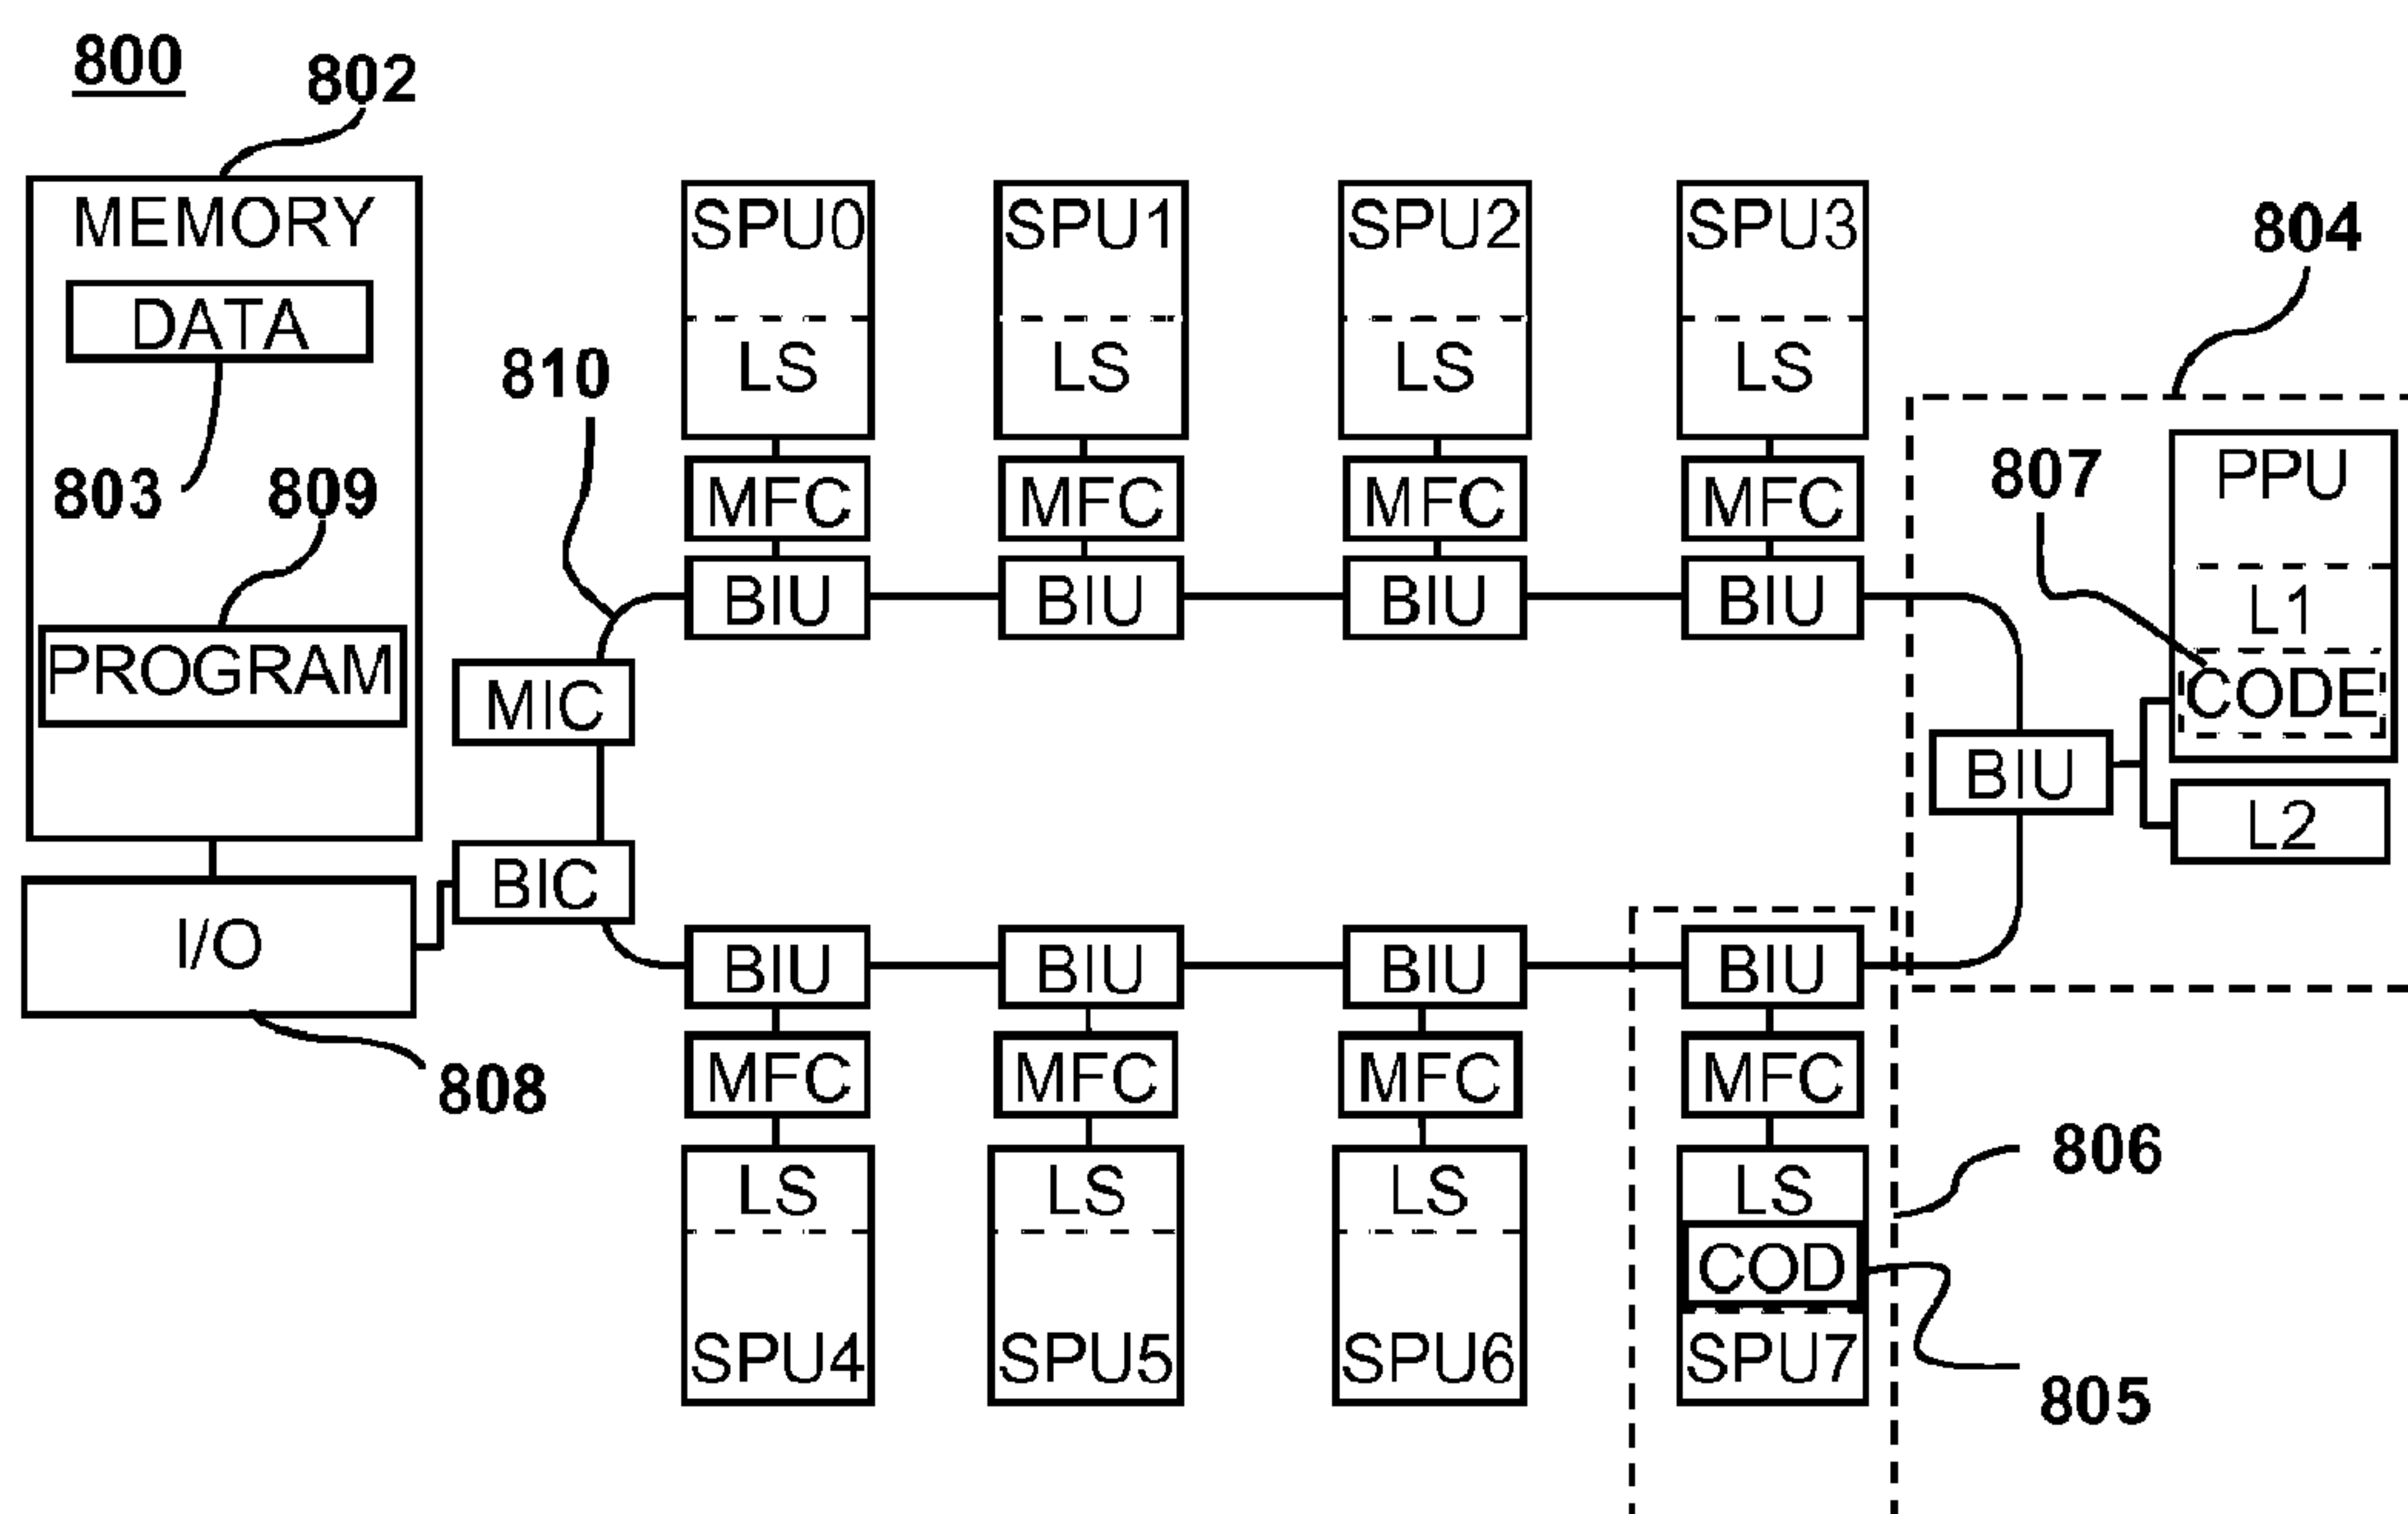 800
802
MEMORY
DATA
803
809
PROGRAM
I/O
808
810
MIC
BIC
SPU0
LS
MFC
BIU
SPU1
LS
MFC
BIU
SPU2
LS
MFC
BIU
SPU3
LS
MFC
BIU
804
807
PPU
L1
CODE
BIU
L2
BIU
MFC
LS
SPU4
BIU
MFC
LS
SPU5
BIU
MFC
LS
SPU6
BIU
MFC
LS
COD
SPU7
806
805